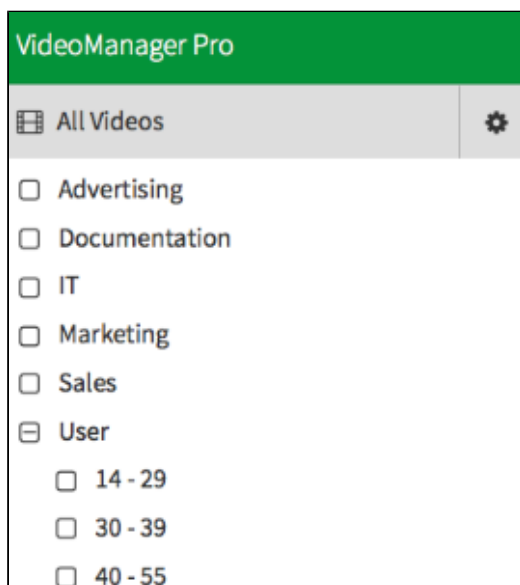 VideoManager Pro
All Videos
Advertising
Documentation
IT
Marketing
Sales
User
14 - 29
30 - 39
40 - 55